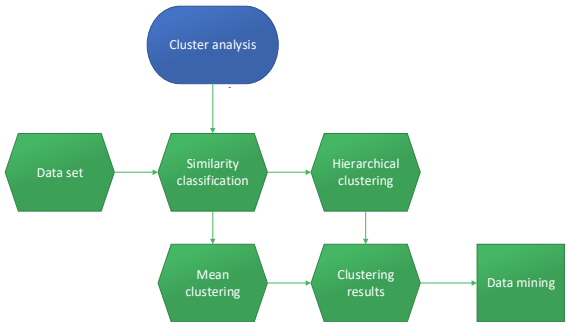 Cluster analysis
Data set
Similarity
classification
Hierarchical
clustering
Mean
clustering
Clustering
results
Data mining